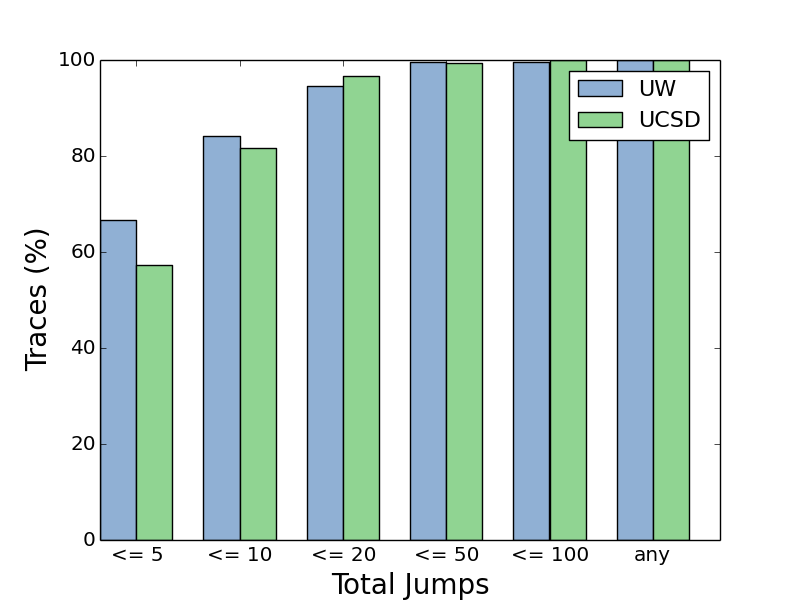 100
80
60
40
20
0
Traces (%)
UW
UCSD
<= 5
<= 10
<= 20
<= 50
<= 100
any
Total Jumps